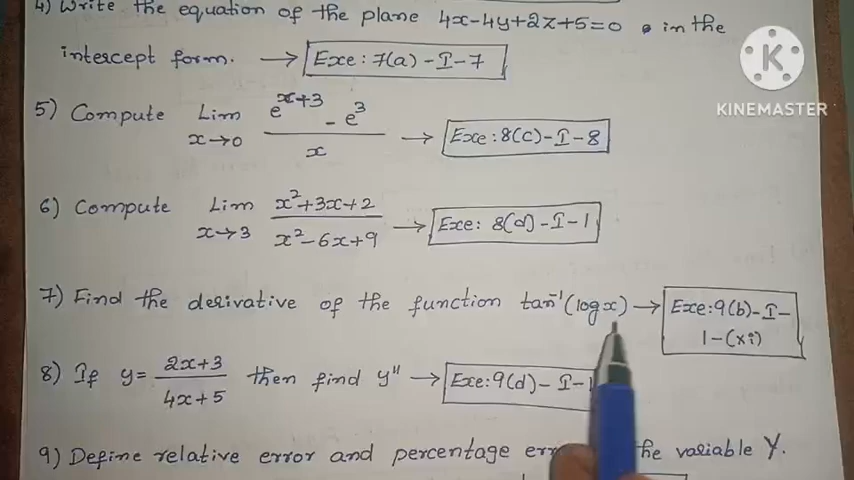 4) Write the equation of the plane 4x-4y+2z+5=0 in the
intercept form. → Exe: 7(a)-I-7
K
KINEMASTER
5) Compute Lim x→0 (e^(x+3) - e^3)/x → Exe: 8(c)-I-8
6) Compute Lim x→3 (x²+3x+2)/(x²-6x+9) → Exe: 8(d)-I-1
7) Find the derivative of the function tan⁻¹(logx) → Exe: 9(b)-I-
1-(xi)
8) If y= (2x+3)/(4x+5) then find y'' → Exe: 9(d)-I-1
9) Define relative error and percentage the variable Y.